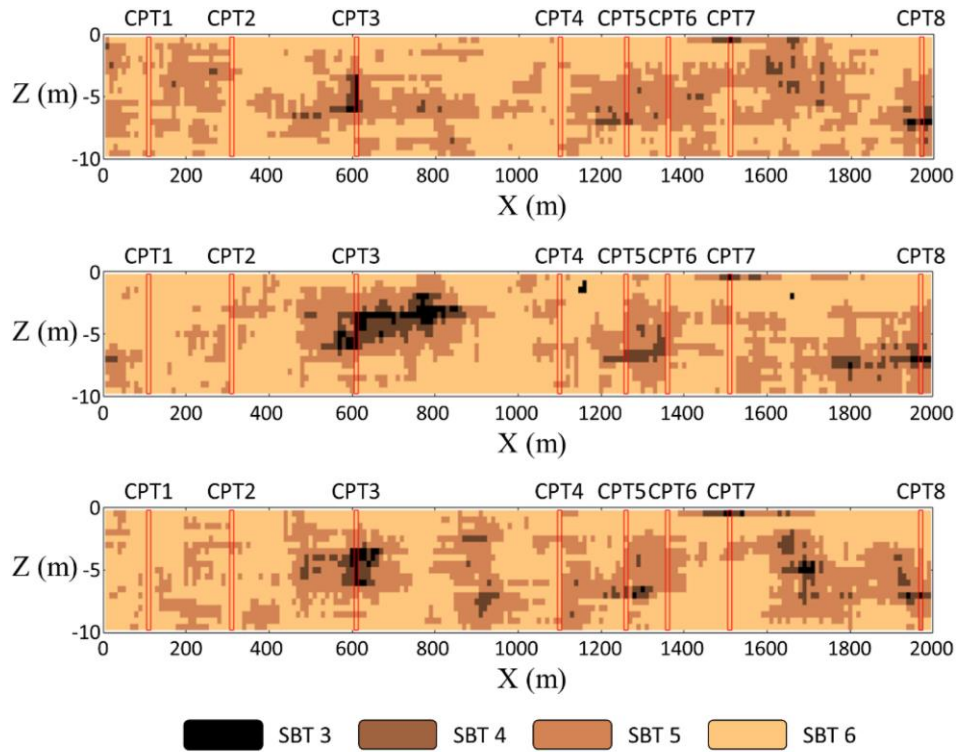 CPT1 CPT2 CPT3 CPT4 CPT5 CPT6 CPT7 CPT8
0
Z (m) -5
-10
0 200 400 600 800 1000 1200 1400 1600 1800 2000
X (m)
CPT1 CPT2 CPT3 CPT4 CPT5 CPT6 CPT7 CPT8
0
Z (m) -5
-10
0 200 400 600 800 1000 1200 1400 1600 1800 2000
X (m)
CPT1 CPT2 CPT3 CPT4 CPT5 CPT6 CPT7 CPT8
0
Z (m) -5
-10
0 200 400 600 800 1000 1200 1400 1600 1800 2000
X (m)
SBT 3 SBT 4 SBT 5 SBT 6